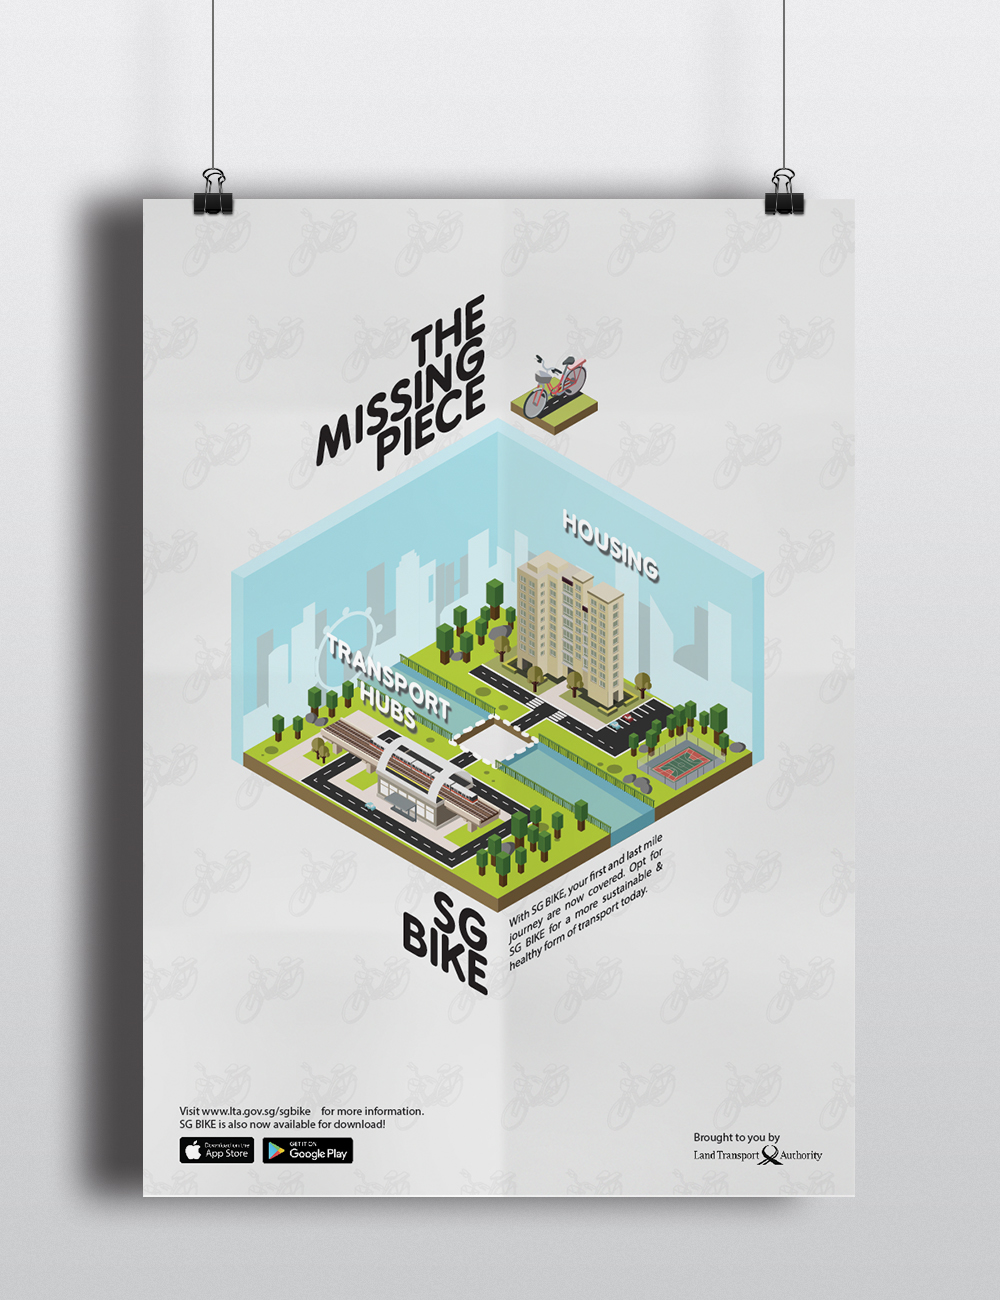 THE
MISSING
PIECE
HOUSING
TRANSPORT
HUBS
SG
BIKE
With SG BIKE, your first and last mile
journey are now covered. Opt for
SG BIKE for a more sustainable &
healthy form of transport today.
Visit www.lta.gov.sg/sgbike for more information.
SG BIKE is also now available for download!
Download on the
App Store
GET IT ON
Google Play
Brought to you by
Land Transport Authority